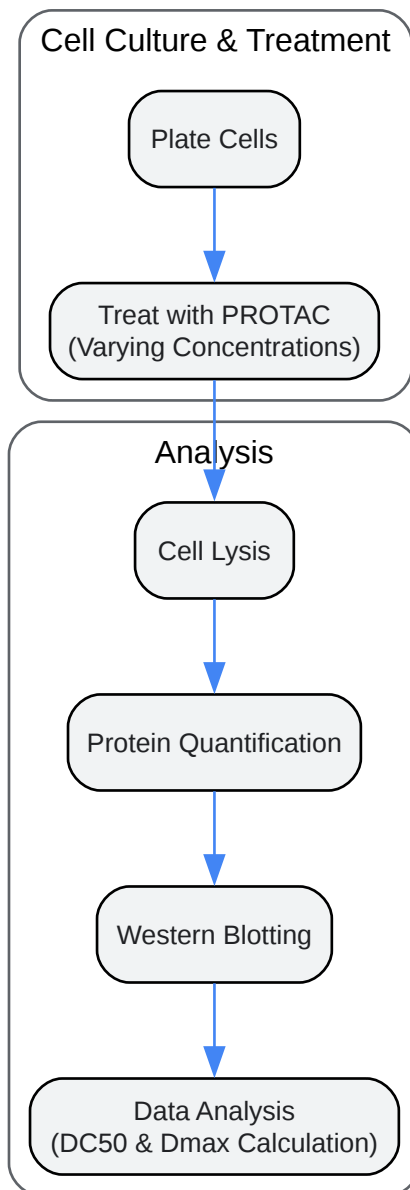 Cell Culture & Treatment
Plate Cells
Treat with PROTAC
(Varying Concentrations)
Analysis
Cell Lysis
Protein Quantification
Western Blotting
Data Analysis
(DC50 & Dmax Calculation)